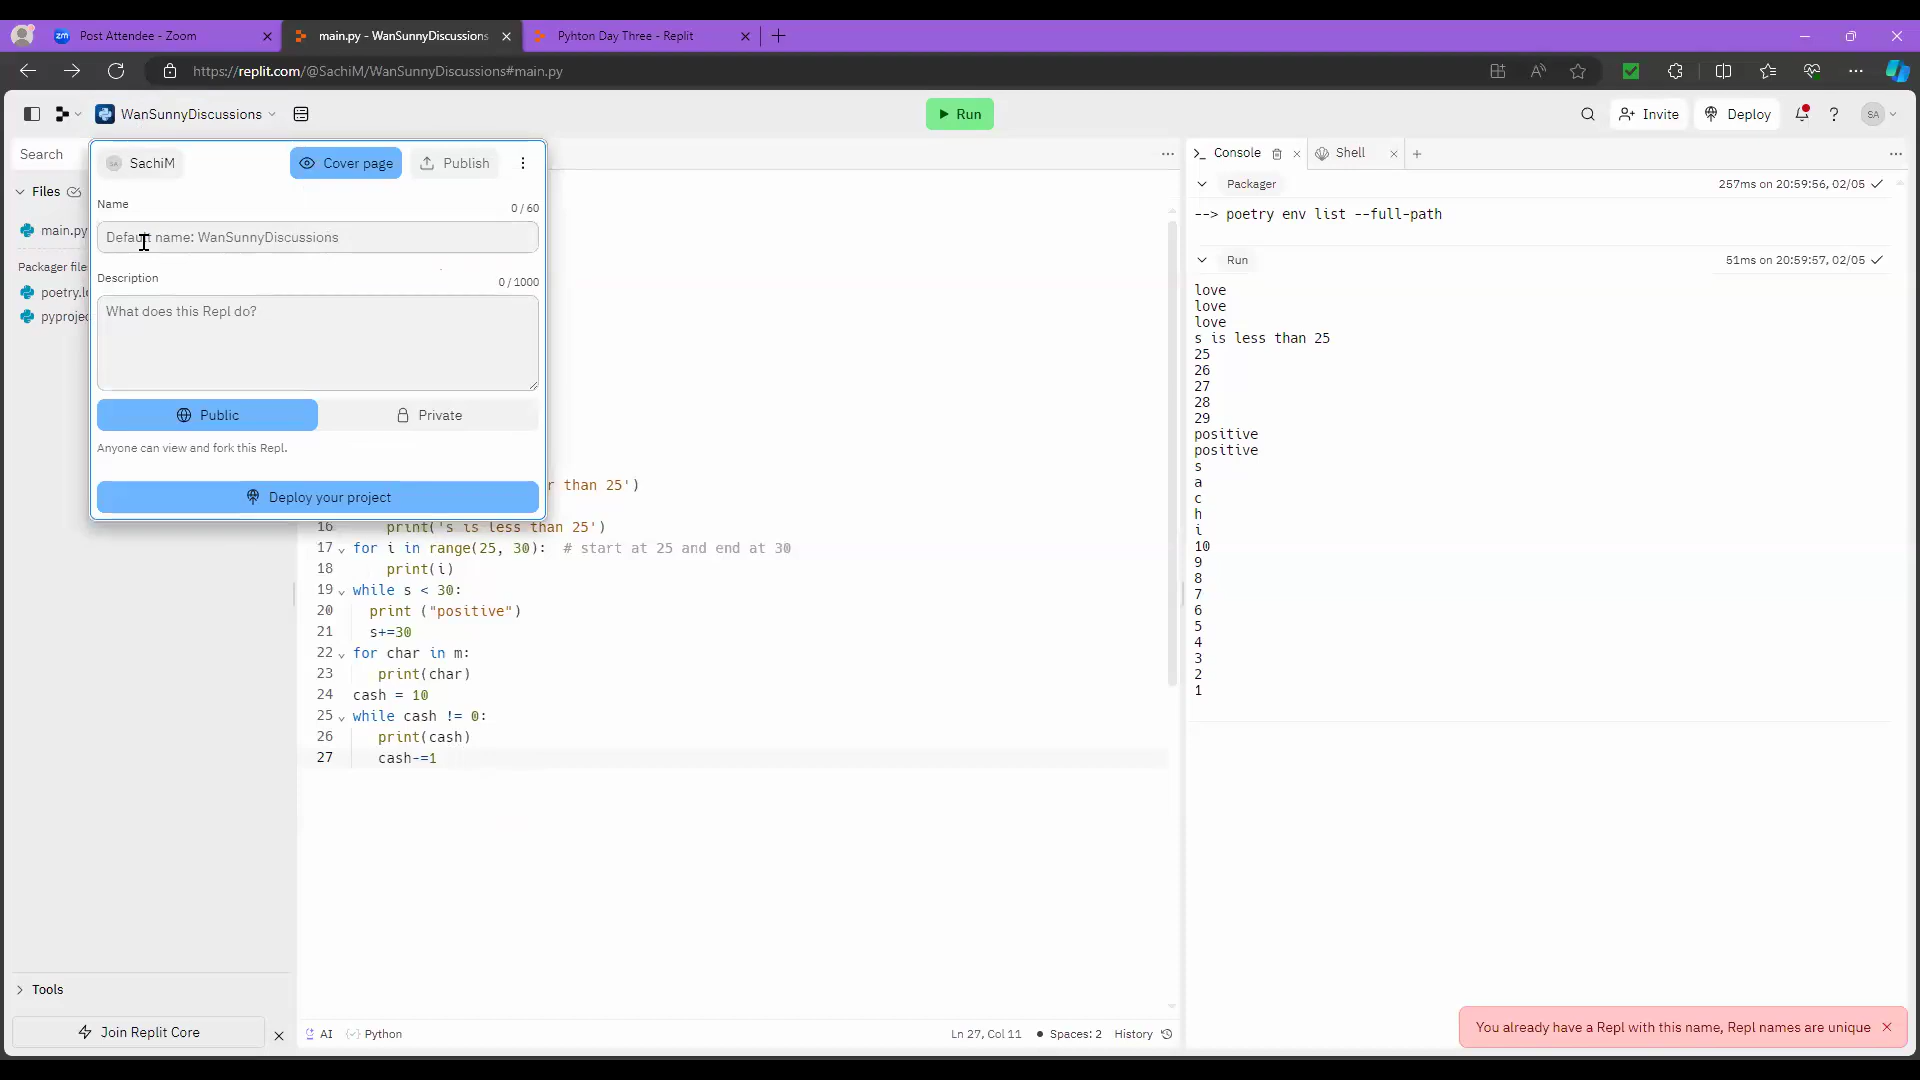 Post Attendee - Zoom
main.py - WanSunnyDiscussions
Pyhton Day Three - Replit
https://replit.com/@SachiM/WanSunnyDiscussions#main.py
WanSunnyDiscussions
Run
Invite
Deploy
SA
Search
SachiM
Cover page
Publish
Files
Name
0 / 60
main.py
Default name: WanSunnyDiscussions
Packager file
Description
0 / 1000
poetry.l
What does this Repl do?
pyproje
Public
Private
Anyone can view and fork this Repl.
Deploy your project
r than 25')
16 print('s is less than 25')
17 for i in range(25, 30): # start at 25 and end at 30
18 print(i)
19 while s < 30:
20 print ("positive")
21 s+=30
22 for char in m:
23 print(char)
24 cash = 10
25 while cash != 0:
26 print(cash)
27 cash-=1
Console
Shell
Packager
257ms on 20:59:56, 02/05
--> poetry env list --full-path
Run
51ms on 20:59:57, 02/05
love
love
love
s is less than 25
25
26
27
28
29
positive
positive
s
a
c
h
i
10
9
8
7
6
5
4
3
2
1
Tools
Join Replit Core
AI
Python
Ln 27, Col 11
Spaces: 2
History
You already have a Repl with this name, Repl names are unique